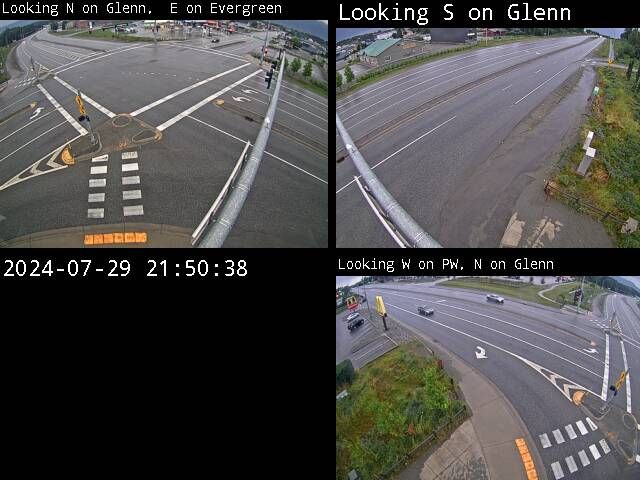 Looking N on Glenn,  E on Evergreen
Looking S on Glenn
2024-07-29 21:50:38
Looking W on PW, N on Glenn